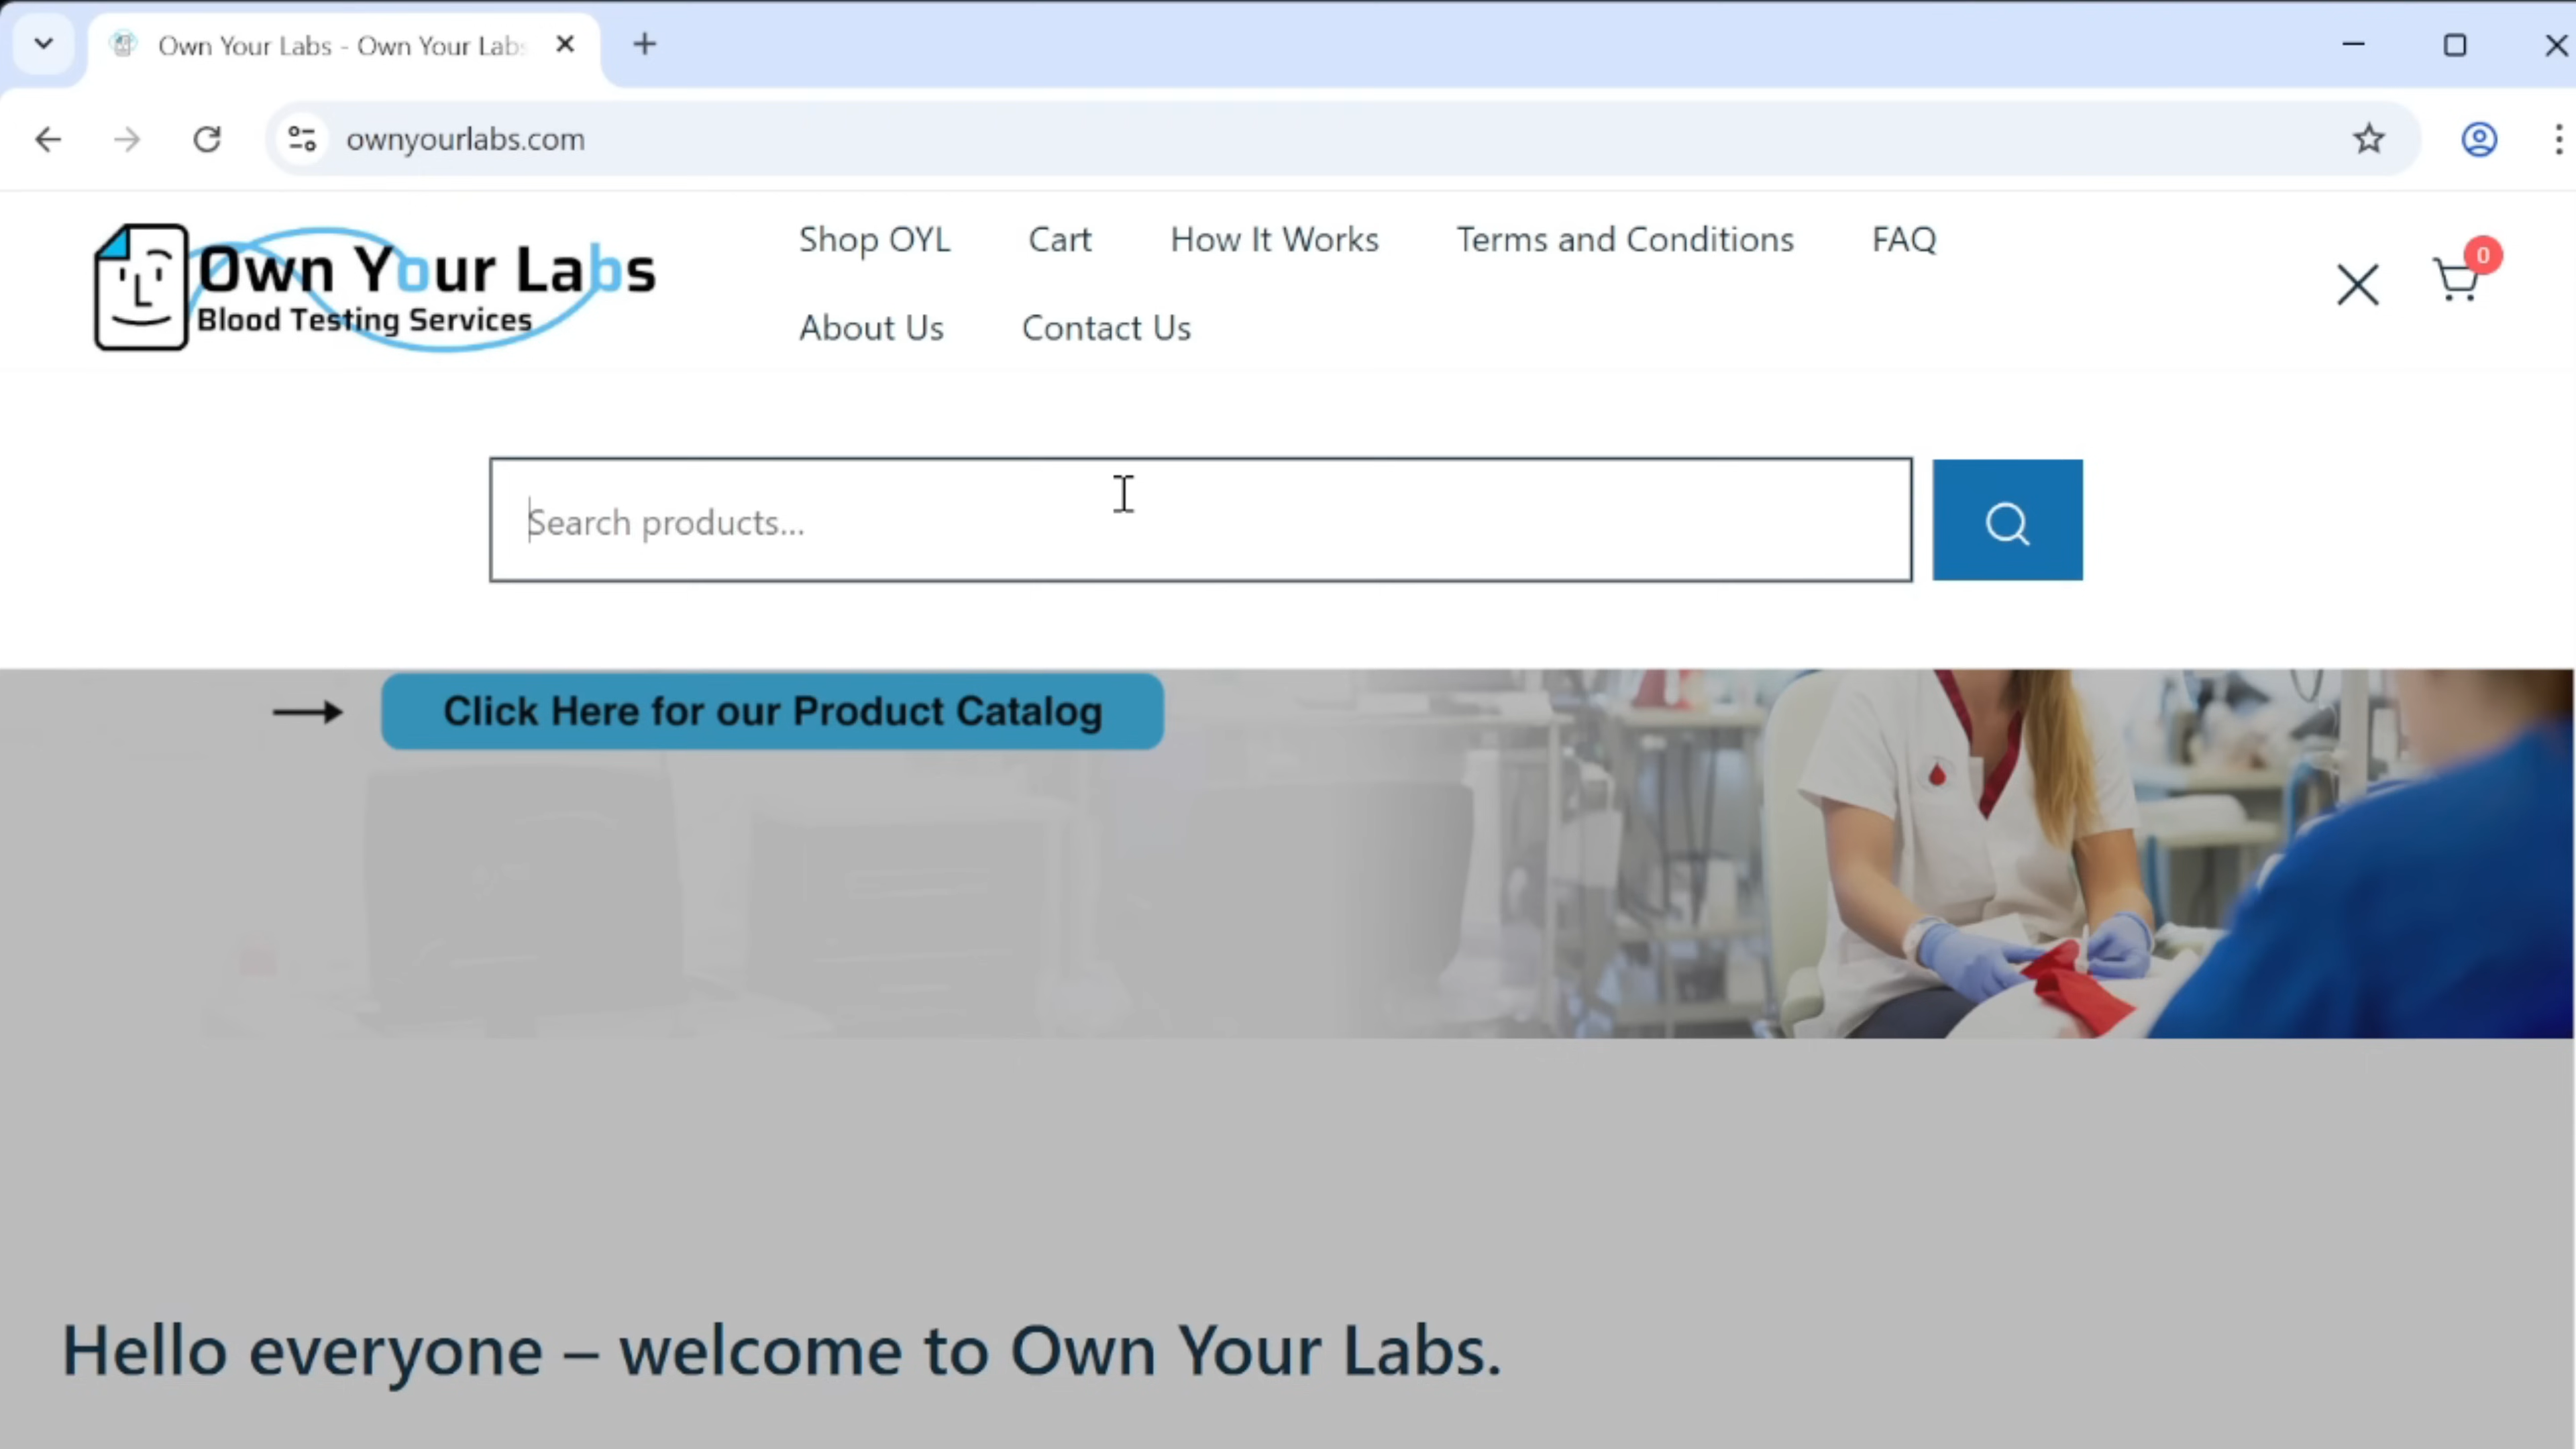 Own Your Labs - Own Your Labs
ownyourlabs.com
Own Your Labs
Blood Testing Services
Shop OYL
Cart
How It Works
Terms and Conditions
FAQ
About Us
Contact Us
0
Search products...
Click Here for our Product Catalog
Hello everyone – welcome to Own Your Labs.